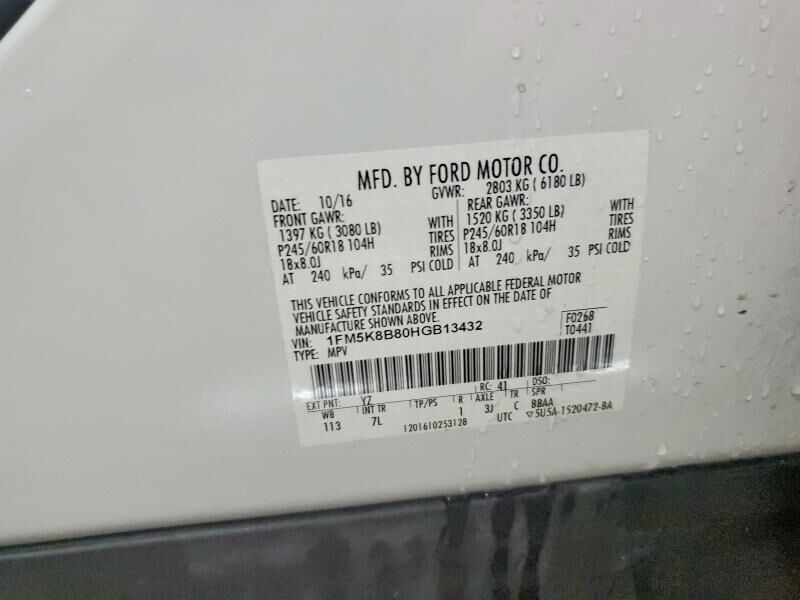 MFD. BY FORD MOTOR CO.
DATE: 10/16 GVWR: 2803 KG ( 6180 LB)
FRONT GAWR: REAR GAWR:
1397 KG ( 3080 LB) WITH 1520 KG ( 3350 LB) WITH
P245/60R18 104H TIRES P245/60R18 104H TIRES
18x8.0J RIMS 18x8.0J RIMS
AT 240 kPa/ 35 PSI COLD AT 240 kPa/ 35 PSI COLD
THIS VEHICLE CONFORMS TO ALL APPLICABLE FEDERAL MOTOR
VEHICLE SAFETY STANDARDS IN EFFECT ON THE DATE OF
MANUFACTURE SHOWN ABOVE.
VIN: 1FM5K8B80HGB13432 F0268
TYPE: MPV T0441
EXT PNT: YZ RC: 41 DSO:
WB INT TR TP/PS R AXLE TR SPR
113 7L 1 3J C BBAA
1201610253128 UTC ▽5U5A-1520472-BA